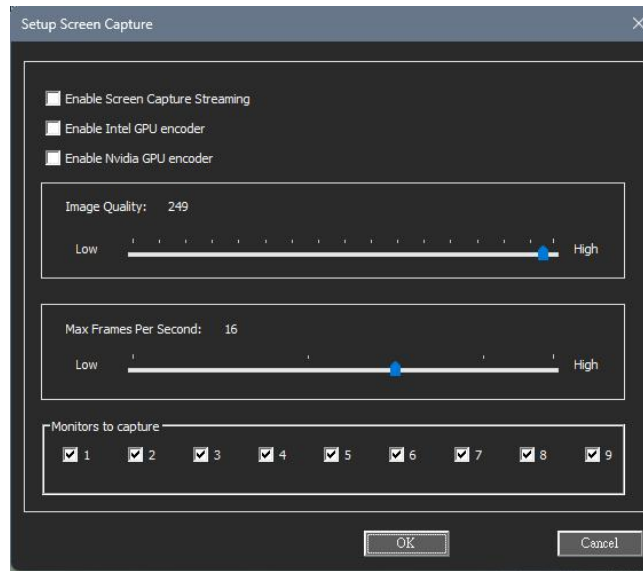 Setup Screen Capture
Enable Screen Capture Streaming
Enable Intel GPU encoder
Enable Nvidia GPU encoder
Image Quality: 249
Low High
Max Frames Per Second: 16
Low High
Monitors to capture
1 2 3 4 5 6 7 8 9
OK Cancel